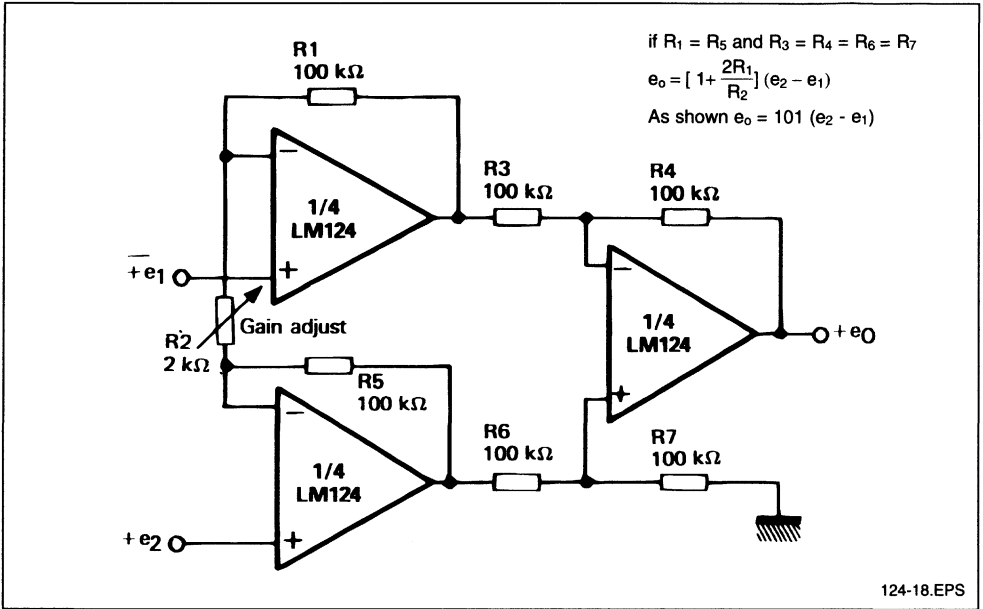 R1
100 kΩ
if R1 = R5 and R3 = R4 = R6 = R7
eo = [ 1+ 2R1/R2 ] (e2 – e1)
As shown eo = 101 (e2 - e1)
–
1/4
LM124
+
R3
100 kΩ
R4
100 kΩ
+e1
R2
2 kΩ
Gain adjust
–
1/4
LM124
+
+eO
R5
100 kΩ
–
1/4
LM124
+
R6
100 kΩ
R7
100 kΩ
+e2
124-18.EPS